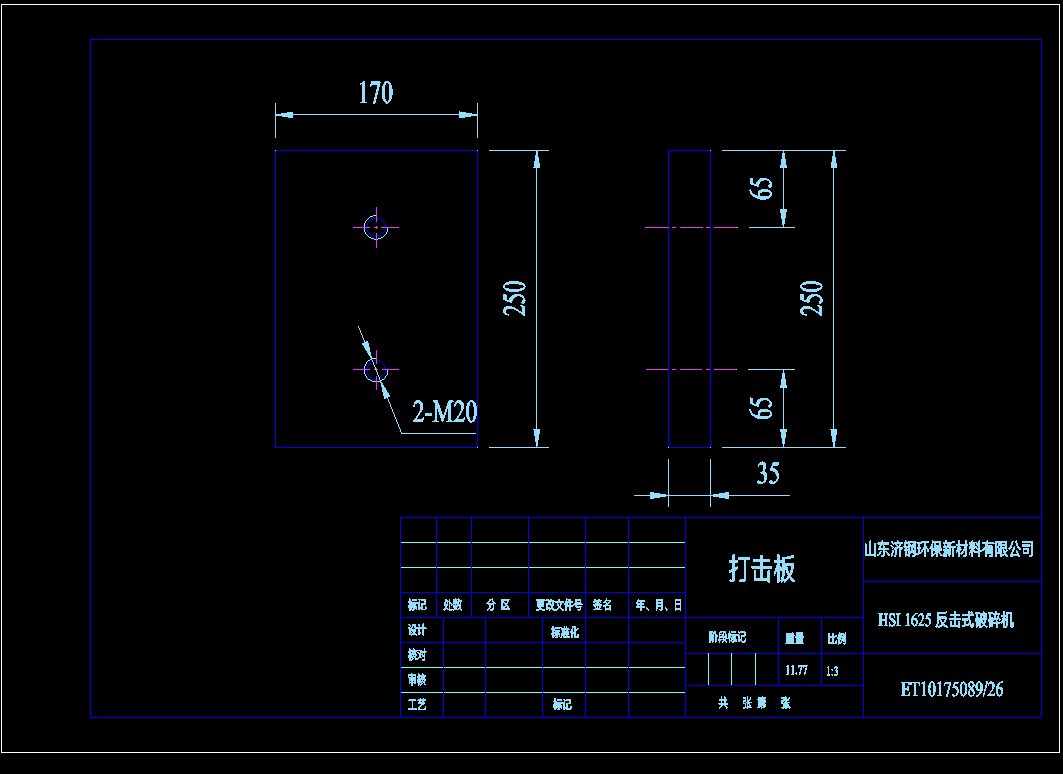 170
250
65
250
65
2-M20
35
打击板
山东济钢环保新材料有限公司
标记 处数 分 区 更改文件号 签名 年、月、日
HSI 1625 反击式破碎机
设计 标准化
阶段标记 重量 比例
核对
11.77 1:3
审核
ET10175089/26
工艺 标记
共 张 第 张